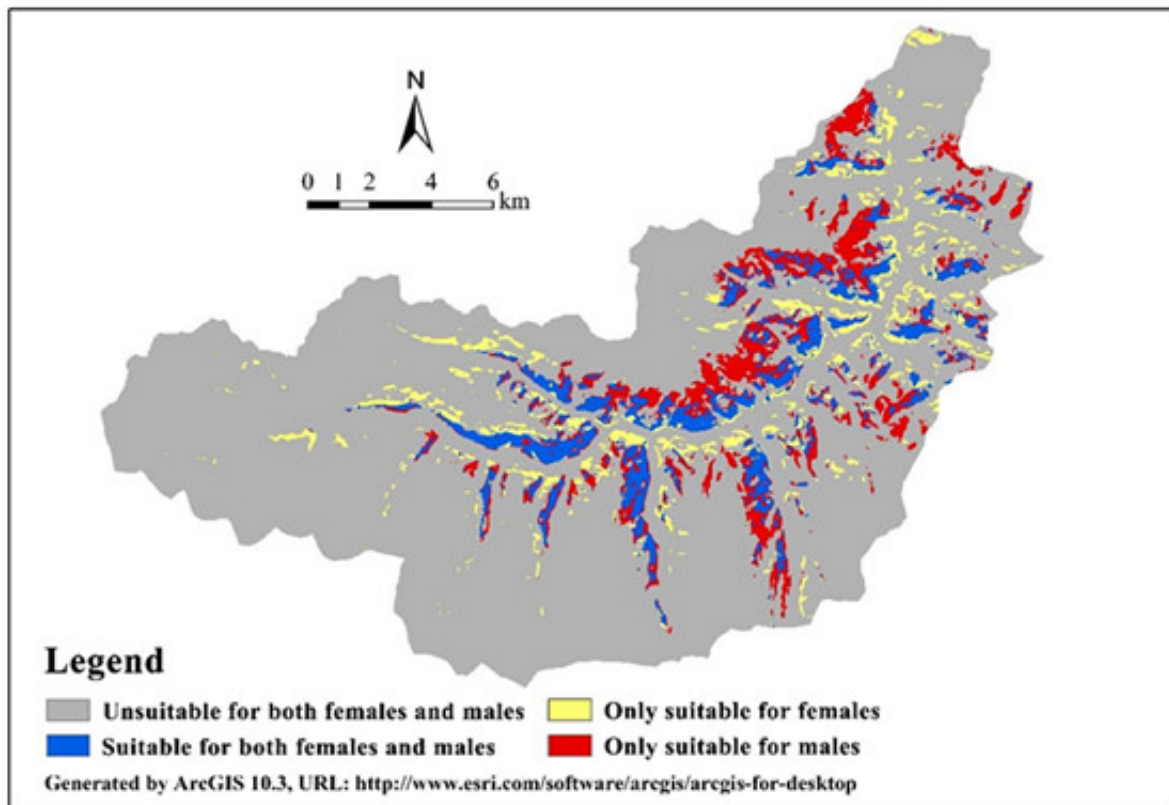 N
0 1 2 4 6
km
Legend
Unsuitable for both females and males
Only suitable for females
Suitable for both females and males
Only suitable for males
Generated by ArcGIS 10.3, URL: http://www.esri.com/software/arcgis/arcgis-for-desktop